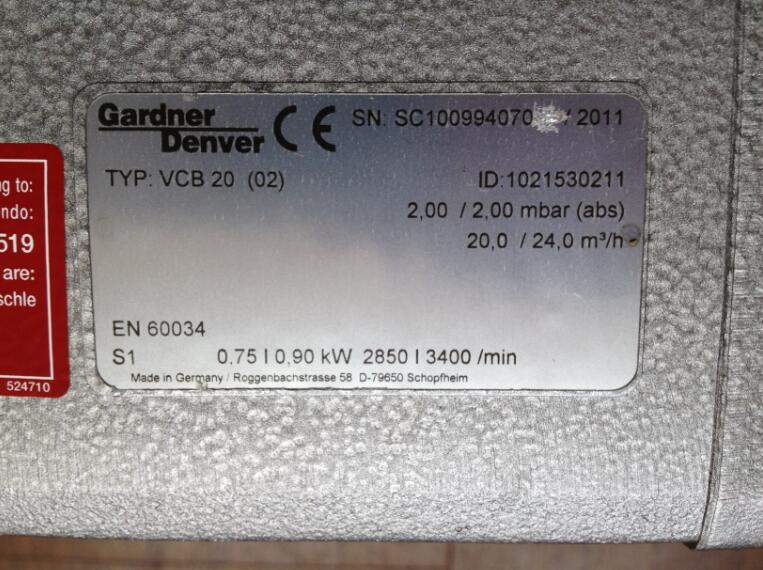 Gardner
Denver
CE SN: SC100994070 / 2011
TYP: VCB 20 (02) ID:1021530211
2,00 / 2,00 mbar (abs)
20,0 / 24,0 m³/h
EN 60034
S1 0,75 I 0,90 kW 2850 I 3400 /min
Made in Germany / Roggenbachstrasse 58 D-79650 Schopfheim
to:
519
are:
524710